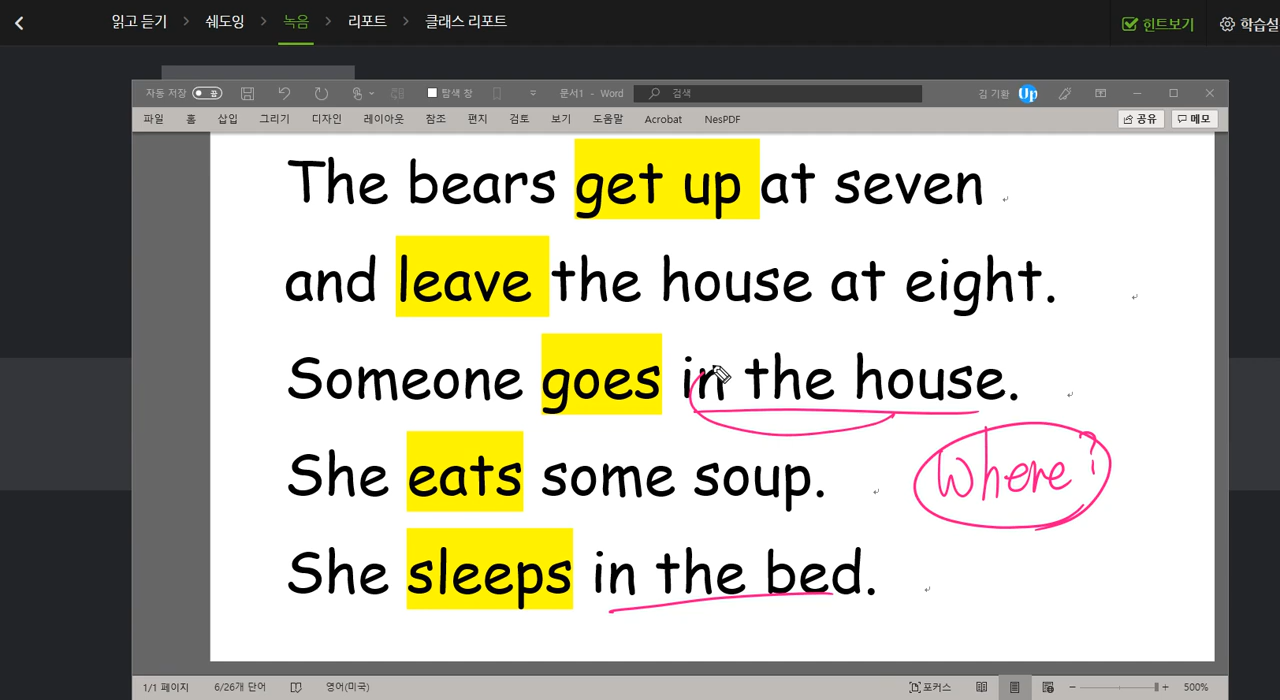 읽고 듣기 > 쉐도잉 > 녹음 > 리포트 > 클래스 리포트
힌트보기
학습설
자동 저장 끔
탐색 창
문서1 - Word
검색
김 기환
Up
파일 홈 삽입 그리기 디자인 레이아웃 참조 편지 검토 보기 도움말 Acrobat NesPDF
공유 메모
The bears get up at seven
and leave the house at eight.
Someone goes in the house.
She eats some soup.
Where?
She sleeps in the bed.
1/1 페이지 6/26개 단어 영어(미국)
포커스
500%